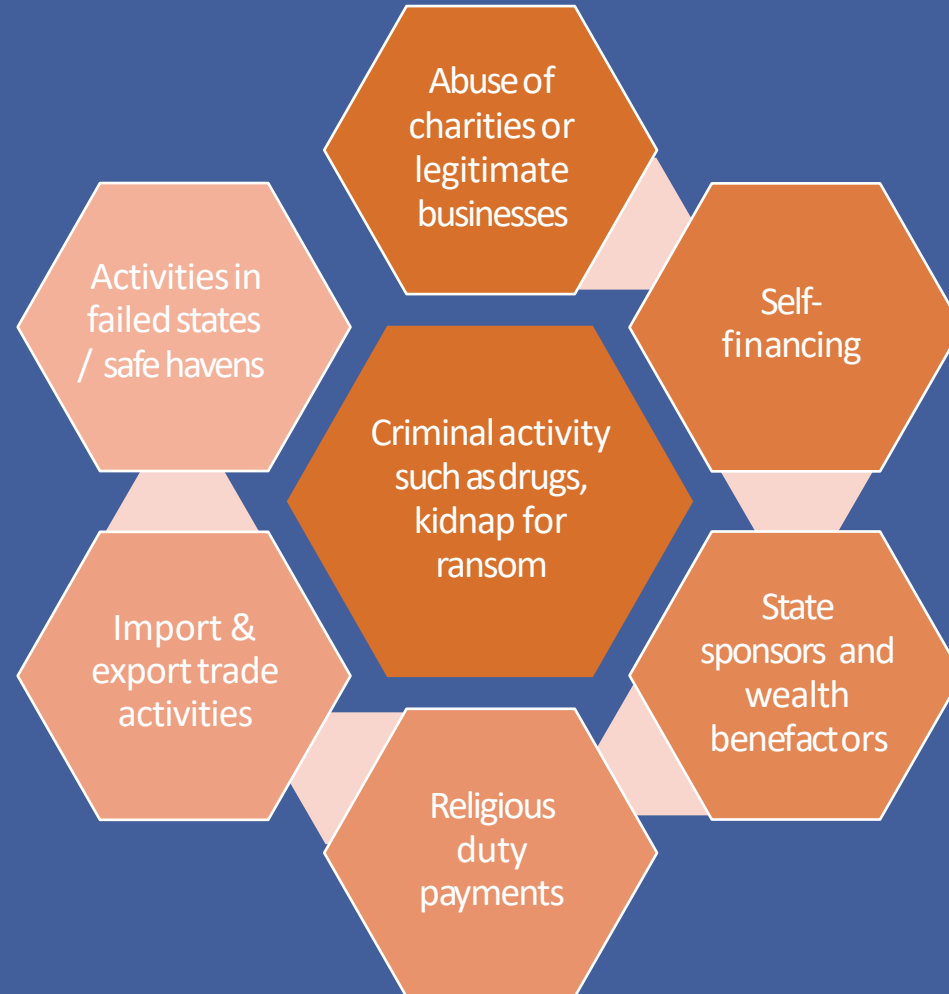 Abuse of
charities or
legitimate
businesses
Self-
financing
State
sponsors and
wealth
benefactors
Religious
duty
payments
Import &
export trade
activities
Activities in
failed states
/ safe havens
Criminal activity
such as drugs,
kidnap for
ransom